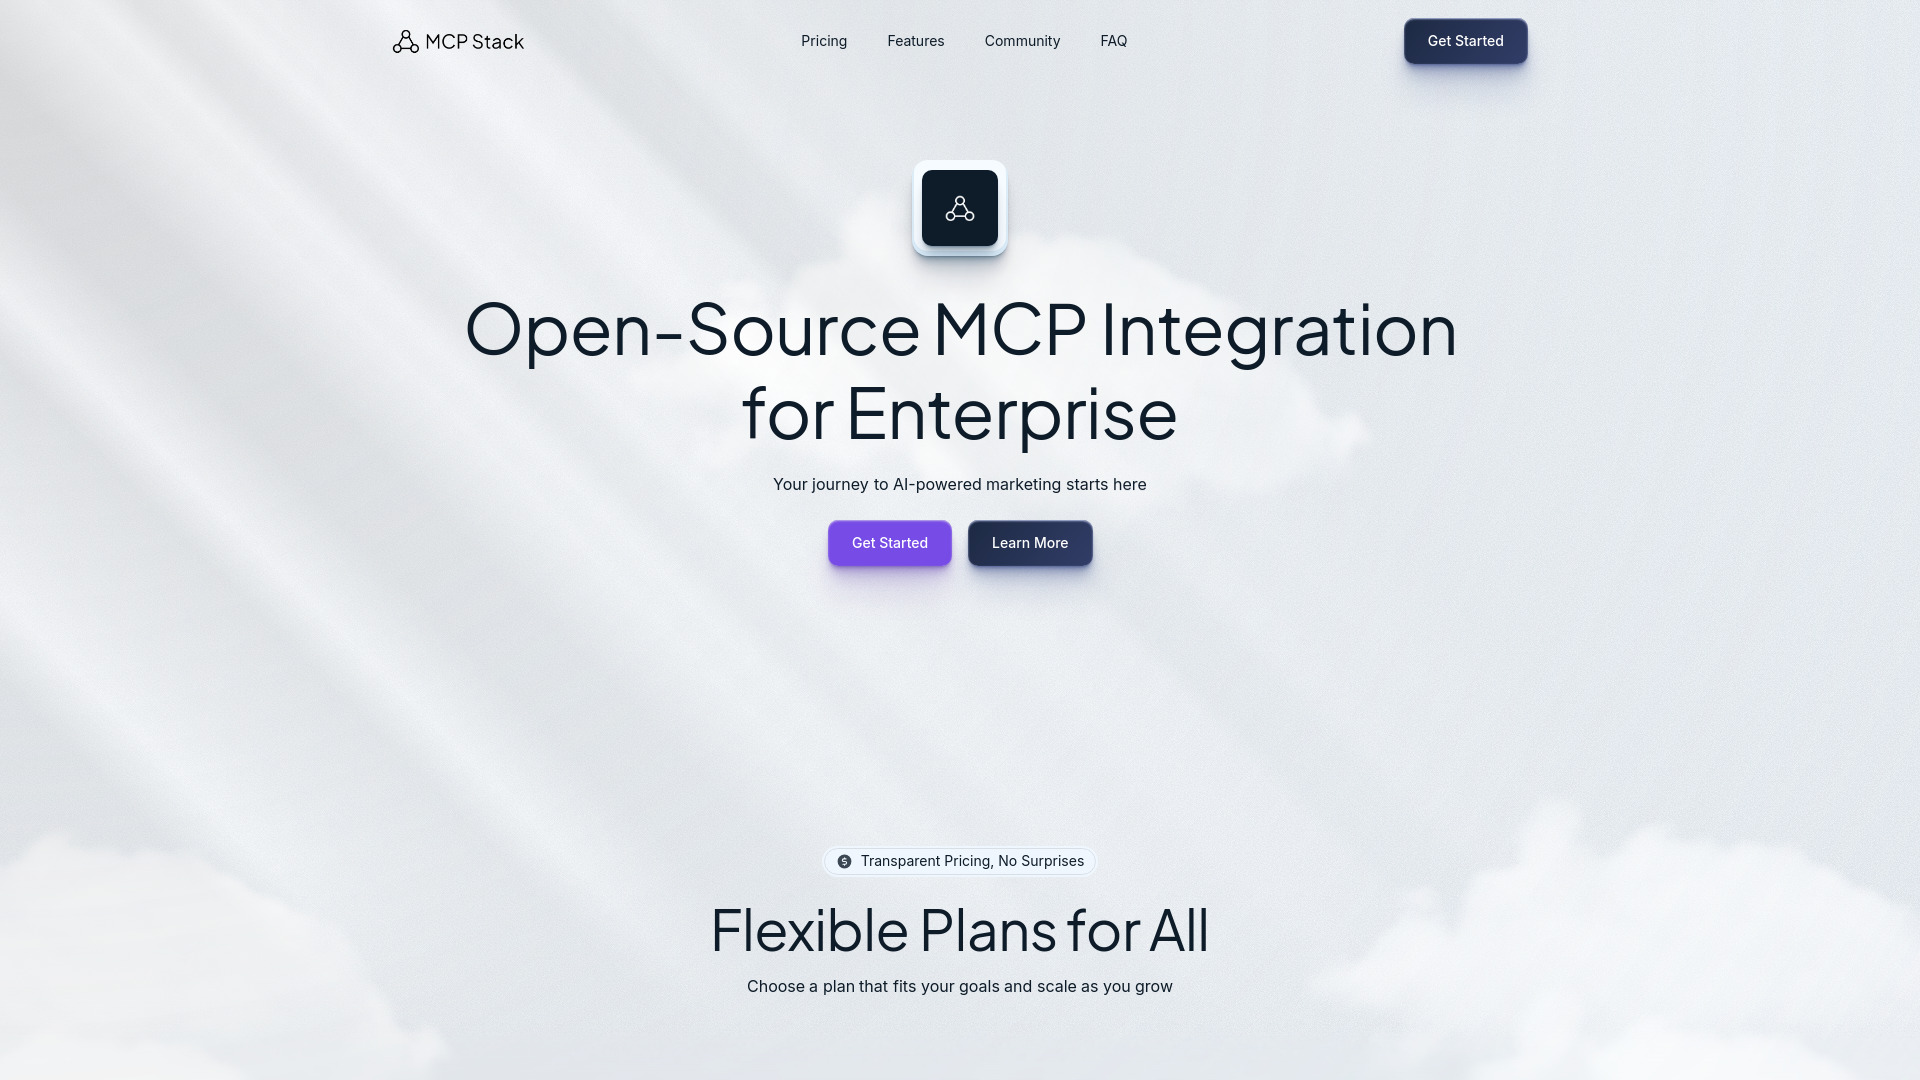 MCP Stack
Pricing
Features
Community
FAQ
Get Started
Open-Source MCP Integration
for Enterprise
Your journey to AI-powered marketing starts here
Get Started
Learn More
Transparent Pricing, No Surprises
Flexible Plans for All
Choose a plan that fits your goals and scale as you grow